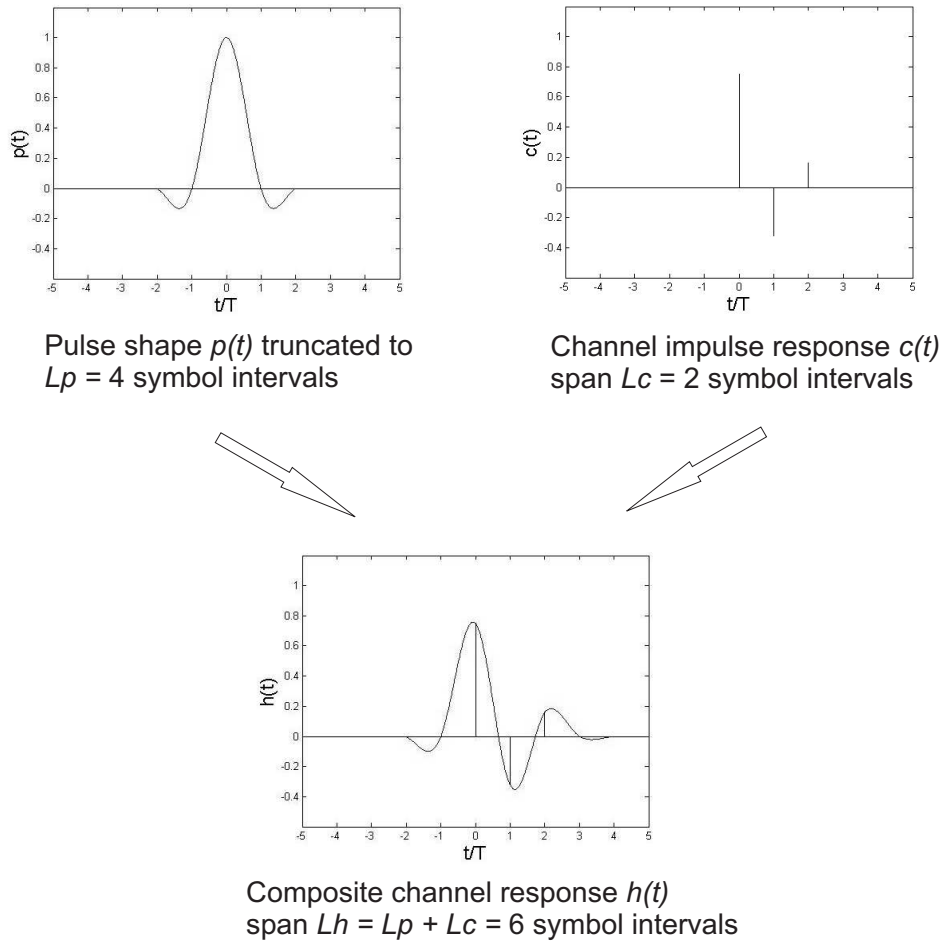 1
0.8
0.6
0.4
0.2
0
-0.2
-0.4
p(t)
-5 -4 -3 -2 -1 0 1 2 3 4 5
t/T
Pulse shape p(t) truncated to
Lp = 4 symbol intervals
1
0.8
0.6
0.4
0.2
0
-0.2
-0.4
c(t)
-5 -4 -3 -2 -1 0 1 2 3 4 5
t/T
Channel impulse response c(t)
span Lc = 2 symbol intervals
1
0.8
0.6
0.4
0.2
0
-0.2
-0.4
h(t)
-5 -4 -3 -2 -1 0 1 2 3 4 5
t/T
Composite channel response h(t)
span Lh = Lp + Lc = 6 symbol intervals